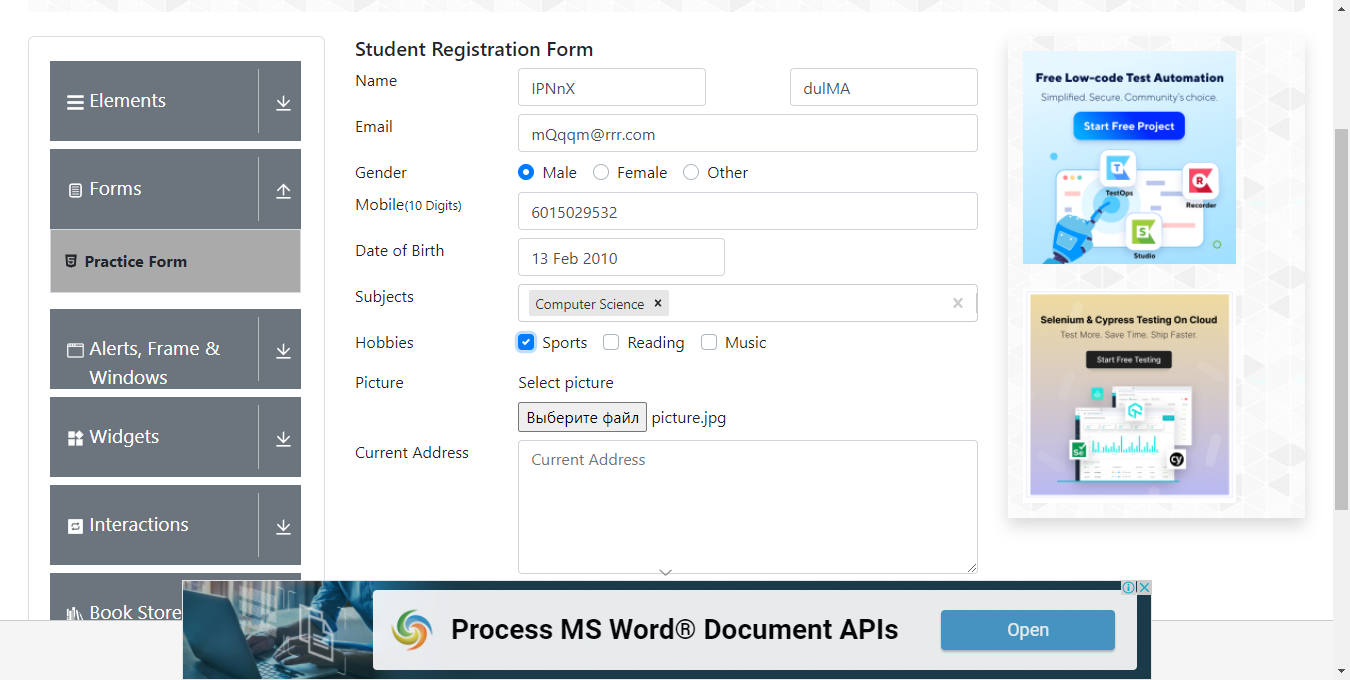 Elements
Forms
Practice Form
Alerts, Frame &
Windows
Widgets
Interactions
Book Store
Student Registration Form
Name
IPNnX
dulMA
Email
mQqqm@rrr.com
Gender
Male
Female
Other
Mobile(10 Digits)
6015029532
Date of Birth
13 Feb 2010
Subjects
Computer Science
Hobbies
Sports
Reading
Music
Picture
Select picture
Выберите файл picture.jpg
Current Address
Current Address
Free Low-code Test Automation
Simplified. Secure. Community's choice.
Start Free Project
TestOps
Recorder
Studio
Selenium & Cypress Testing On Cloud
Test More. Save Time. Ship Faster.
Start Free Testing
Se
cy
Process MS Word® Document APIs
Open